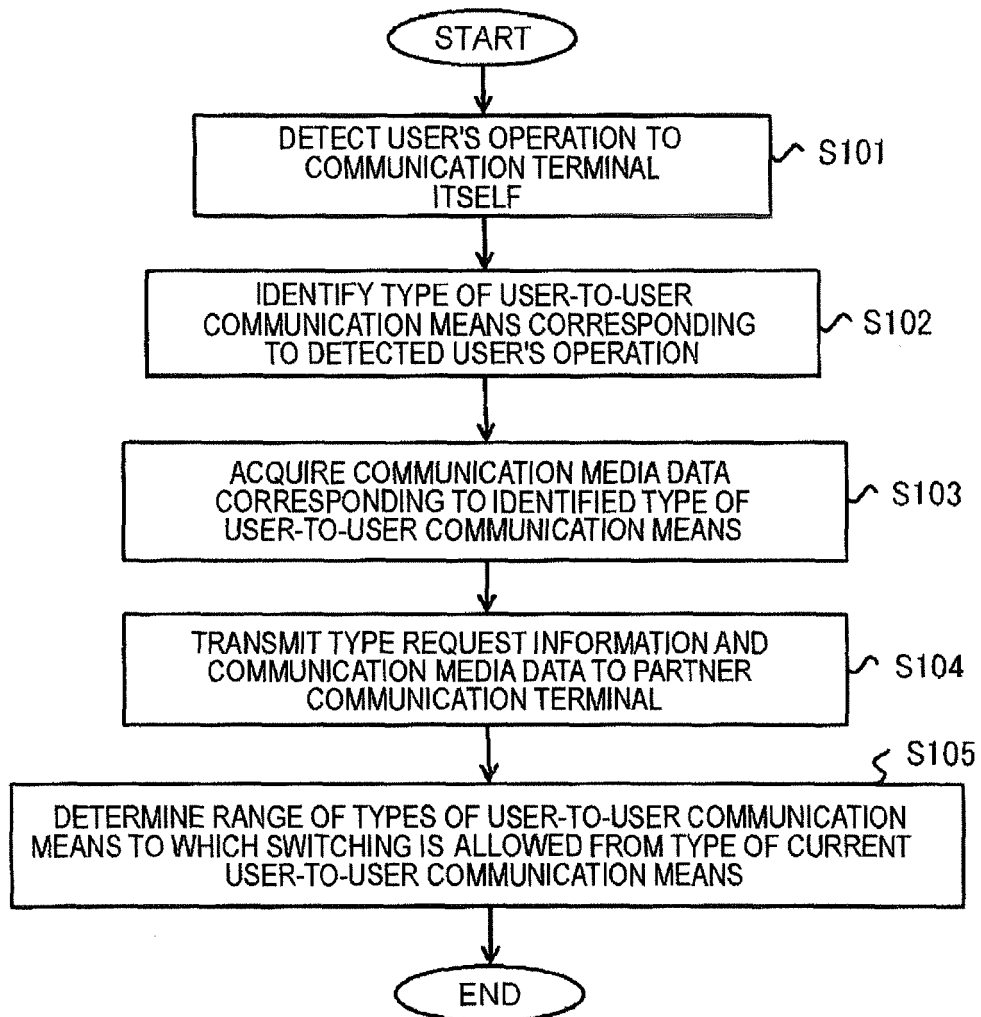 START
DETECT USER'S OPERATION TO
COMMUNICATION TERMINAL
ITSELF
S101
IDENTIFY TYPE OF USER-TO-USER
COMMUNICATION MEANS CORRESPONDING
TO DETECTED USER'S OPERATION
S102
ACQUIRE COMMUNICATION MEDIA DATA
CORRESPONDING TO IDENTIFIED TYPE OF
USER-TO-USER COMMUNICATION MEANS
S103
TRANSMIT TYPE REQUEST INFORMATION AND
COMMUNICATION MEDIA DATA TO PARTNER
COMMUNICATION TERMINAL
S104
S105
DETERMINE RANGE OF TYPES OF USER-TO-USER COMMUNICATION
MEANS TO WHICH SWITCHING IS ALLOWED FROM TYPE OF CURRENT
USER-TO-USER COMMUNICATION MEANS
END